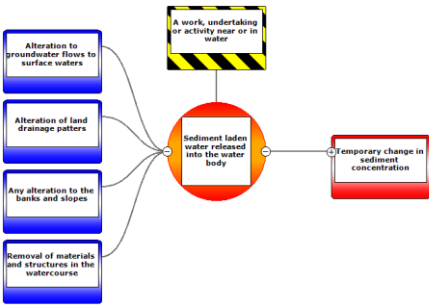 A work, undertaking
or activity near or in
water
Alteration to
groundwater flows to
surface waters
Alteration of land
drainage patters
Any alteration to the
banks and slopes
Removal of materials
and structures in the
watercourse
Sediment laden
water released
into the water
body
Temporary change in
sediment
concentration